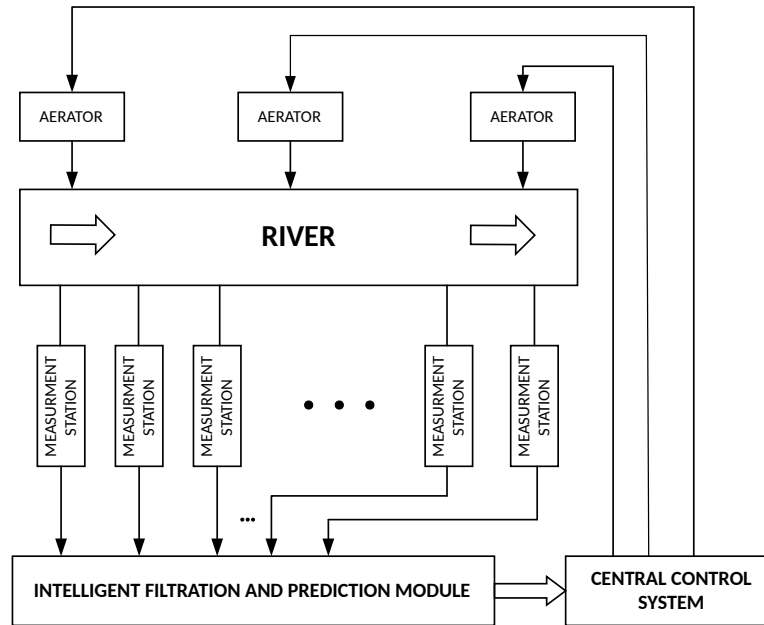 AERATOR
AERATOR
AERATOR
RIVER
MEASURMENT
STATION
MEASURMENT
STATION
MEASURMENT
STATION
MEASURMENT
STATION
MEASURMENT
STATION
...
INTELLIGENT FILTRATION AND PREDICTION MODULE
CENTRAL CONTROL
SYSTEM